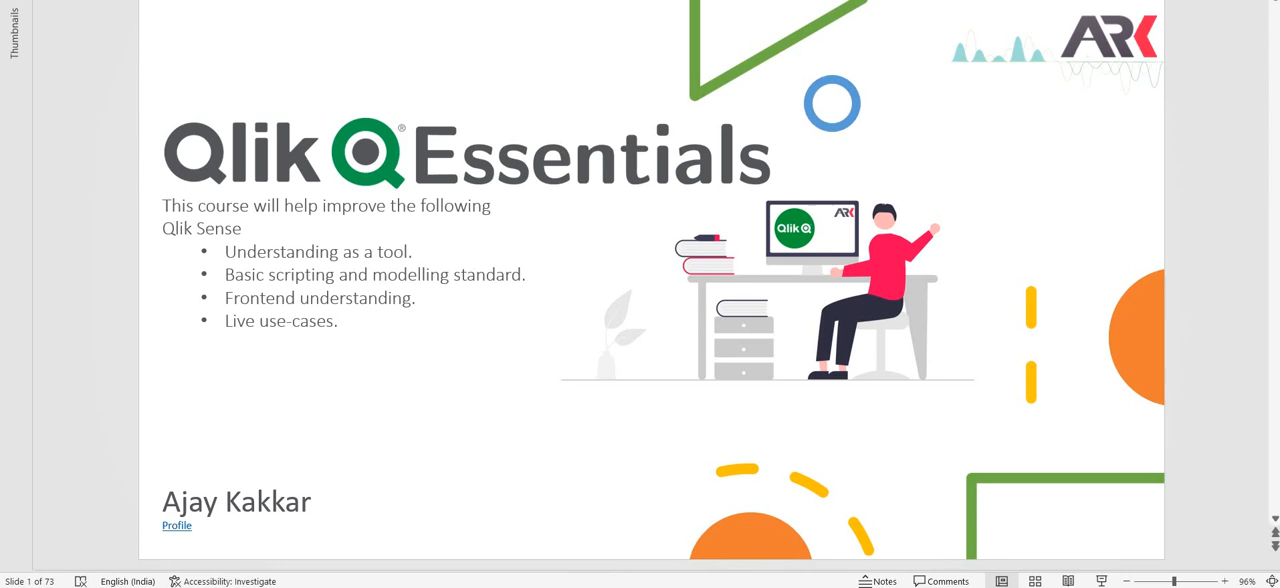 Thumbnails
ARK
Qlik Q® Essentials
This course will help improve the following
Qlik Sense
• Understanding as a tool.
• Basic scripting and modelling standard.
• Frontend understanding.
• Live use-cases.
Qlik Q
ARK
Ajay Kakkar
Profile
Slide 1 of 73
English (India)
Accessibility: Investigate
Notes
Comments
96%